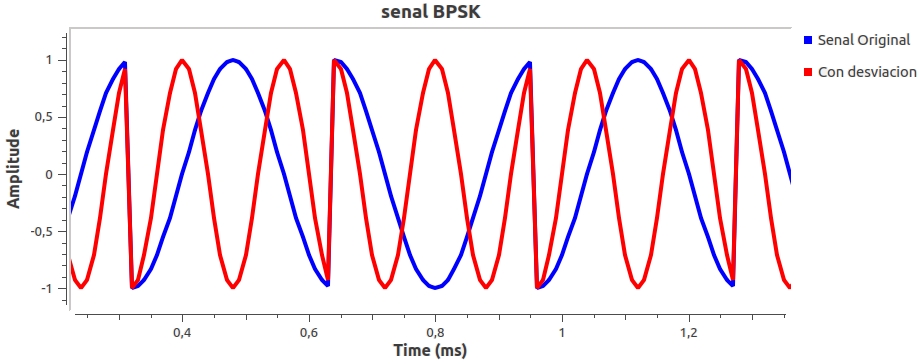 senal BPSK
Senal Original
Con desviacion
Amplitude
1
0,5
0
-0,5
-1
0,4
0,6
0,8
1
1,2
Time (ms)